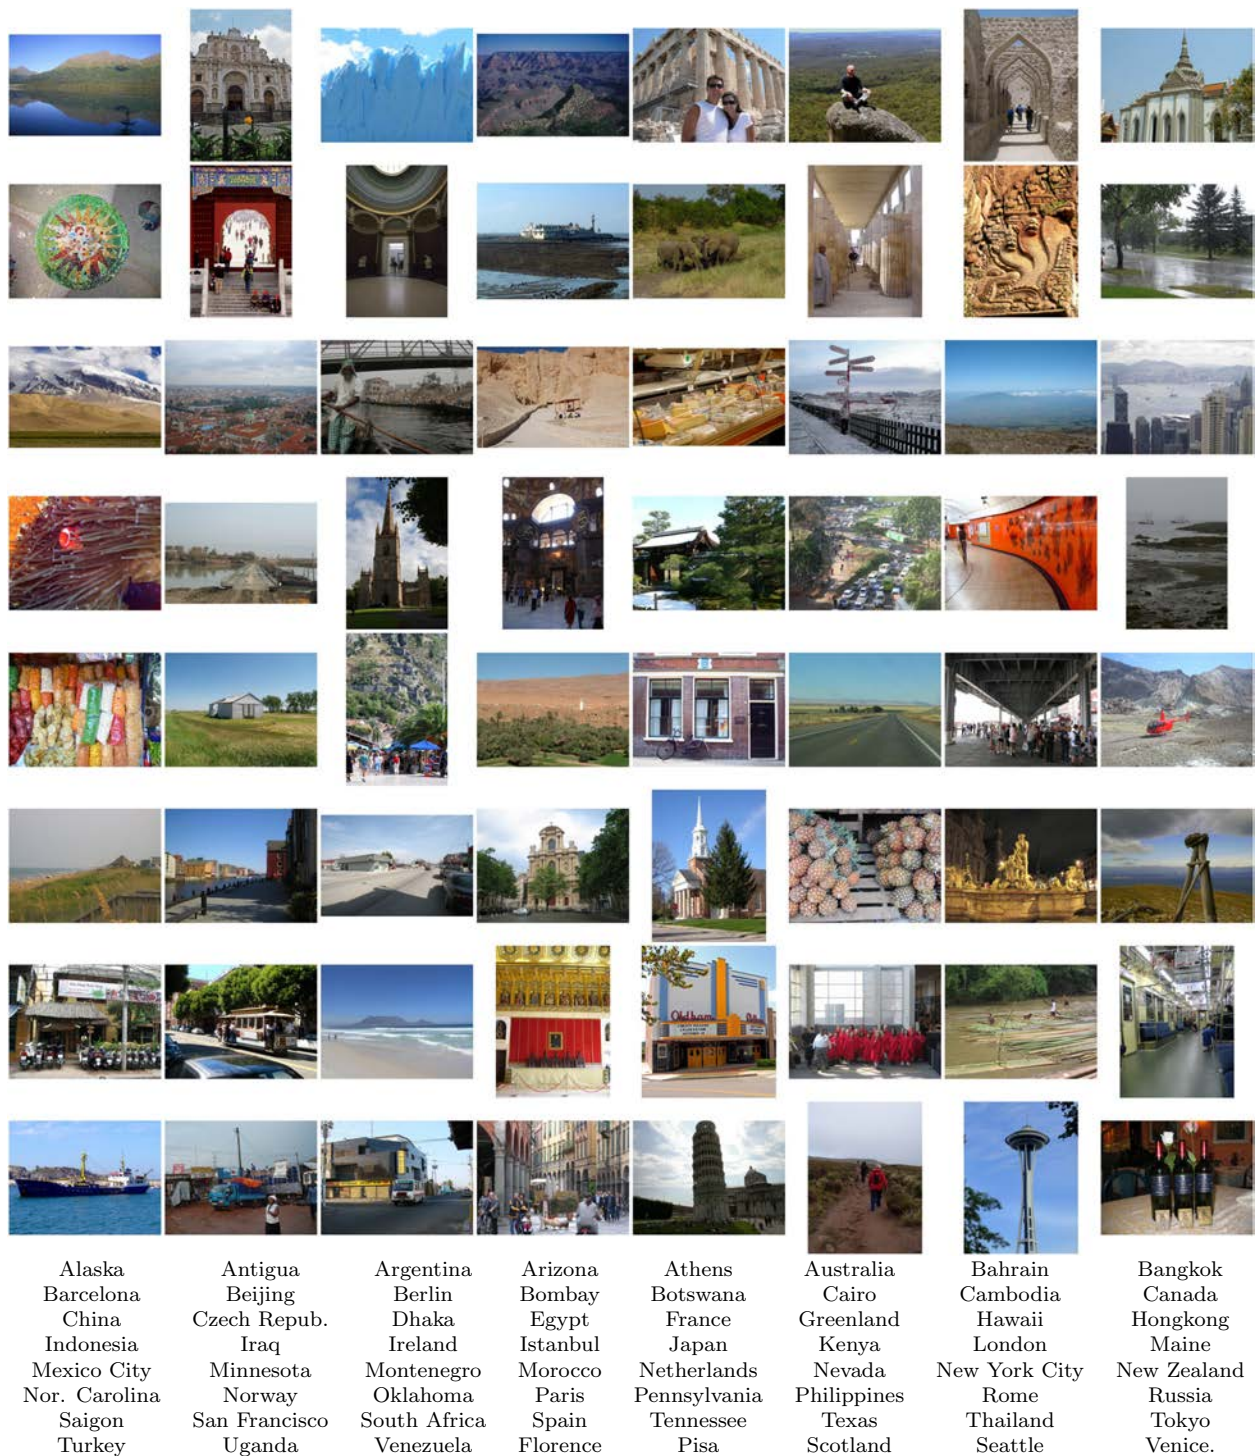 Oldham
Alaska Antigua Argentina Arizona Athens Australia Bahrain Bangkok
Barcelona Beijing Berlin Bombay Botswana Cairo Cambodia Canada
China Czech Repub. Dhaka Egypt France Greenland Hawaii Hongkong
Indonesia Iraq Ireland Istanbul Japan Kenya London Maine
Mexico City Minnesota Montenegro Morocco Netherlands Nevada New York City New Zealand
Nor. Carolina Norway Oklahoma Paris Pennsylvania Philippines Rome Russia
Saigon San Francisco South Africa Spain Tennessee Texas Thailand Tokyo
Turkey Uganda Venezuela Florence Pisa Scotland Seattle Venice.